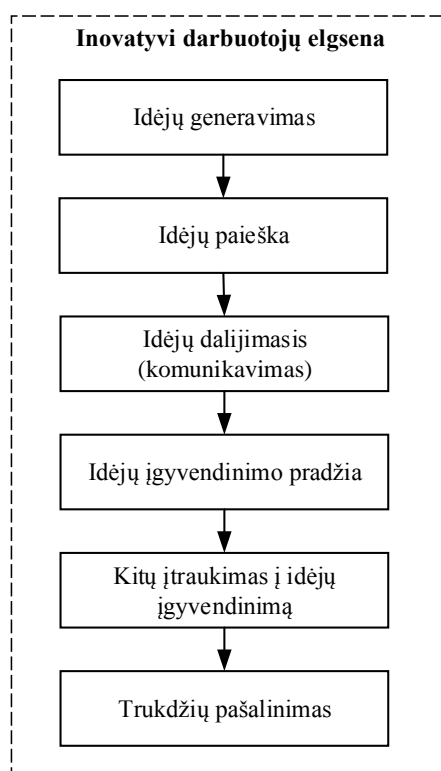 Inovatyvi darbuotojų elgsena
Idėjų generavimas
Idėjų paieška
Idėjų dalijimasis
(komunikavimas)
Idėjų įgyvendinimo pradžia
Kitų įtraukimas į idėjų
įgyvendinimą
Trukdžių pašalinimas